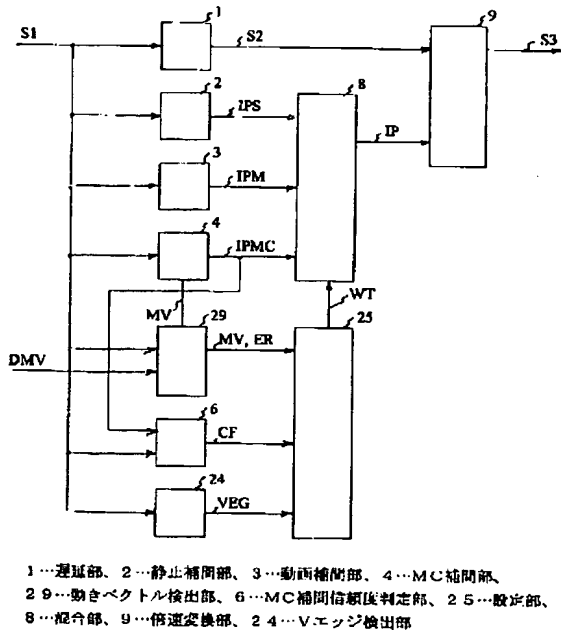 1
9
S1
S2
S3
2
8
IPS
IP
3
IPM
4
IPMC
WT
MV
29
25
MV, ER
DMV
6
CF
24
VEG
1…遅延部、2…静止補間部、3…動画補間部、4…MC補間部、
29…動きベクトル検出部、6…MC補間信頼度判定部、25…設定部、
8…混合部、9…倍速変換部、24…Vエッジ検出部